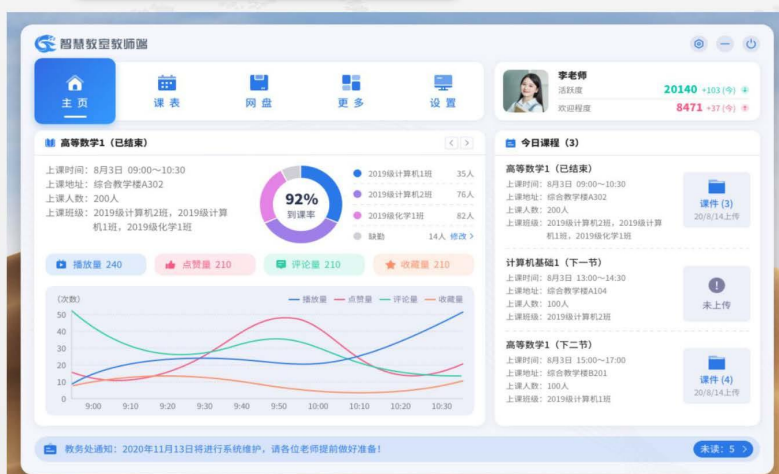 智慧教室教师端
主页
课表
网盘
更多
设置
李老师
活跃度 20140 +103 (今)
欢迎程度 8471 +37 (今)
高等数学1（已结束）
上课时间：8月3日 09:00~10:30
上课地址：综合教学楼A302
上课人数：200人
上课班级：2019级计算机2班，2019级计算
机1班，2019级化学1班
92%
到课率
2019级计算机1班 35人
2019级计算机2班 76人
2019级化学1班 82人
缺勤 14人 修改 >
播放量 240
点赞量 210
评论量 210
收藏量 210
(次数)
播放量 点赞量 评论量 收藏量
50
40
30
20
10
0
9:00 9:10 9:20 9:30 9:40 9:50 10:00 10:10 10:20 10:30
今日课程（3）
高等数学1（已结束）
上课时间：8月3日 09:00~10:30
上课地址：综合教学楼A302
上课人数：200人
上课班级：2019级计算机2班，2019级计算
机1班，2019级化学1班
课件 (3)
20/8/14上传
计算机基础1（下一节）
上课时间：8月3日 13:00~14:30
上课地址：综合教学楼A104
上课人数：100人
上课班级：2019级计算机2班
未上传
高等数学1（下二节）
上课时间：8月3日 15:00~17:00
上课地址：综合教学楼B201
上课人数：100人
上课班级：2019级计算机1班
课件 (4)
20/8/14上传
教务处通知：2020年11月13日将进行系统维护，请各位老师提前做好准备！
未读：5 >